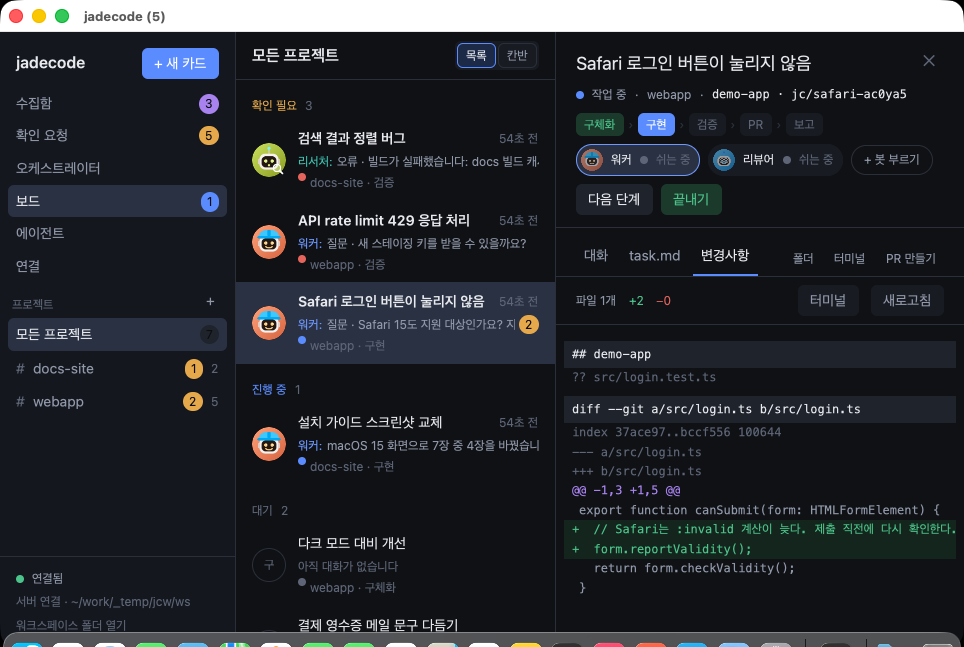 jadecode (5)
jadecode
+ 새 카드
수집함 3
확인 요청 5
오케스트레이터
보드 1
에이전트
연결
프로젝트 +
모든 프로젝트 7
# docs-site 1 2
# webapp 2 5
연결됨
서버 연결 · ~/work/_temp/jcw/ws
워크스페이스 폴더 열기
모든 프로젝트 목록 칸반
확인 필요 3
검색 결과 정렬 버그 54초 전
리서처: 오류 · 빌드가 실패했습니다: docs 빌드 캐
docs-site · 검증
API rate limit 429 응답 처리 54초 전
워커: 질문 · 새 스테이징 키를 받을 수 있을까요?
webapp · 검증
Safari 로그인 버튼이 눌리지 않음 54초 전
워커: 질문 · Safari 15도 지원 대상인가요? 지 2
webapp · 구현
진행 중 1
설치 가이드 스크린샷 교체 54초 전
워커: macOS 15 화면으로 7장 중 4장을 바꿨습니
docs-site · 구현
대기 2
구
다크 모드 대비 개선
아직 대화가 없습니다
webapp · 구체화
결제 영수증 메일 문구 다듬기
Safari 로그인 버튼이 눌리지 않음
작업 중 · webapp · demo-app · jc/safari-ac0ya5
구체화 › 구현 › 검증 › PR › 보고
워커 쉬는 중 리뷰어 쉬는 중 + 봇 부르기
다음 단계 끝내기
대화 task.md 변경사항 폴더 터미널 PR 만들기
파일 1개 +2 −0 터미널 새로고침
## demo-app
?? src/login.test.ts
diff --git a/src/login.ts b/src/login.ts
index 37ace97..bccf556 100644
--- a/src/login.ts
+++ b/src/login.ts
@@ -1,3 +1,5 @@
export function canSubmit(form: HTMLFormElement) {
+ // Safari는 :invalid 계산이 늦다. 제출 직전에 다시 확인한다.
+ form.reportValidity();
return form.checkValidity();
}